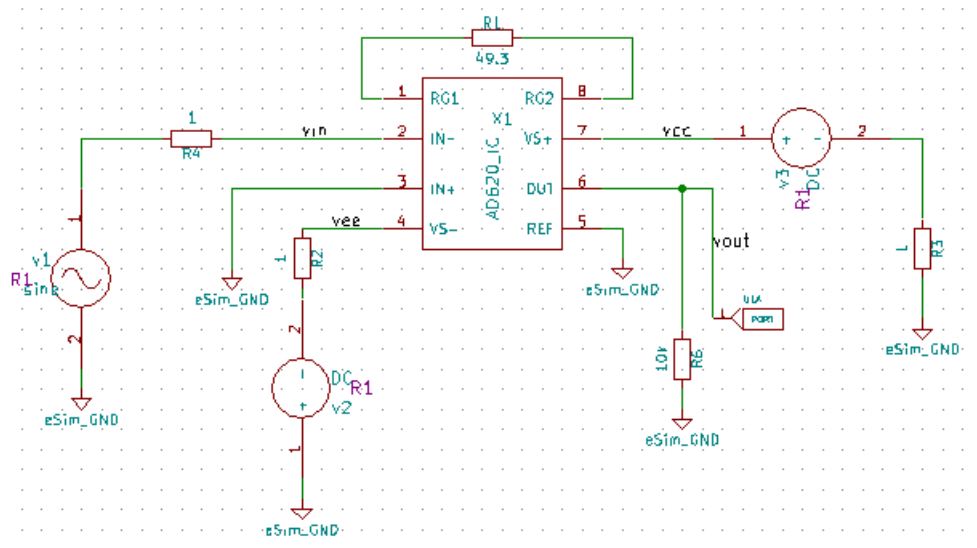 RL
49.3
1
RG1
RG2
8
1
R4
vin
2
IN-
X1
VS+
7
vcc
1
+
-
2
v3
DC
R1
3
IN+
AD620_IC
OUT
6
vee
4
VS-
REF
5
vout
eSim_GND
eSim_GND
1
R2
L
R3
1
v1
R1
sine
2
eSim_GND
2
-
DC
R1
+
v2
1
eSim_GND
1
PORT
10k
R6
eSim_GND
eSim_GND